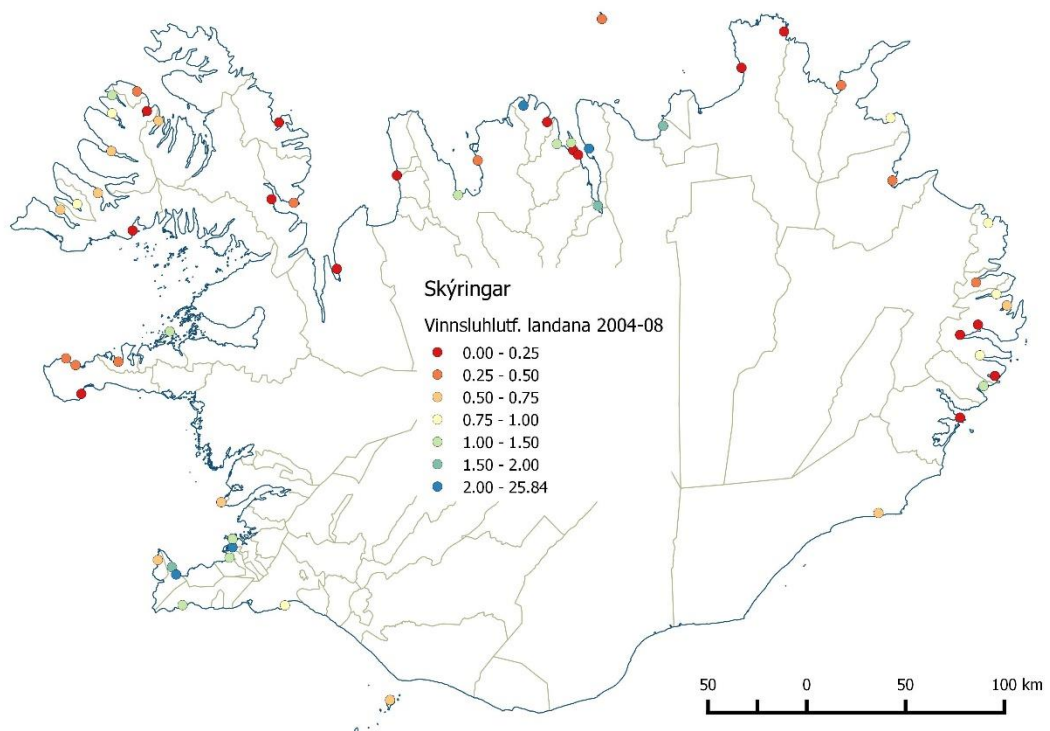 Skýringar
Vinnsluhlutf. landana 2004-08
0.00 - 0.25
0.25 - 0.50
0.50 - 0.75
0.75 - 1.00
1.00 - 1.50
1.50 - 2.00
2.00 - 25.84
50 0 50 100 km